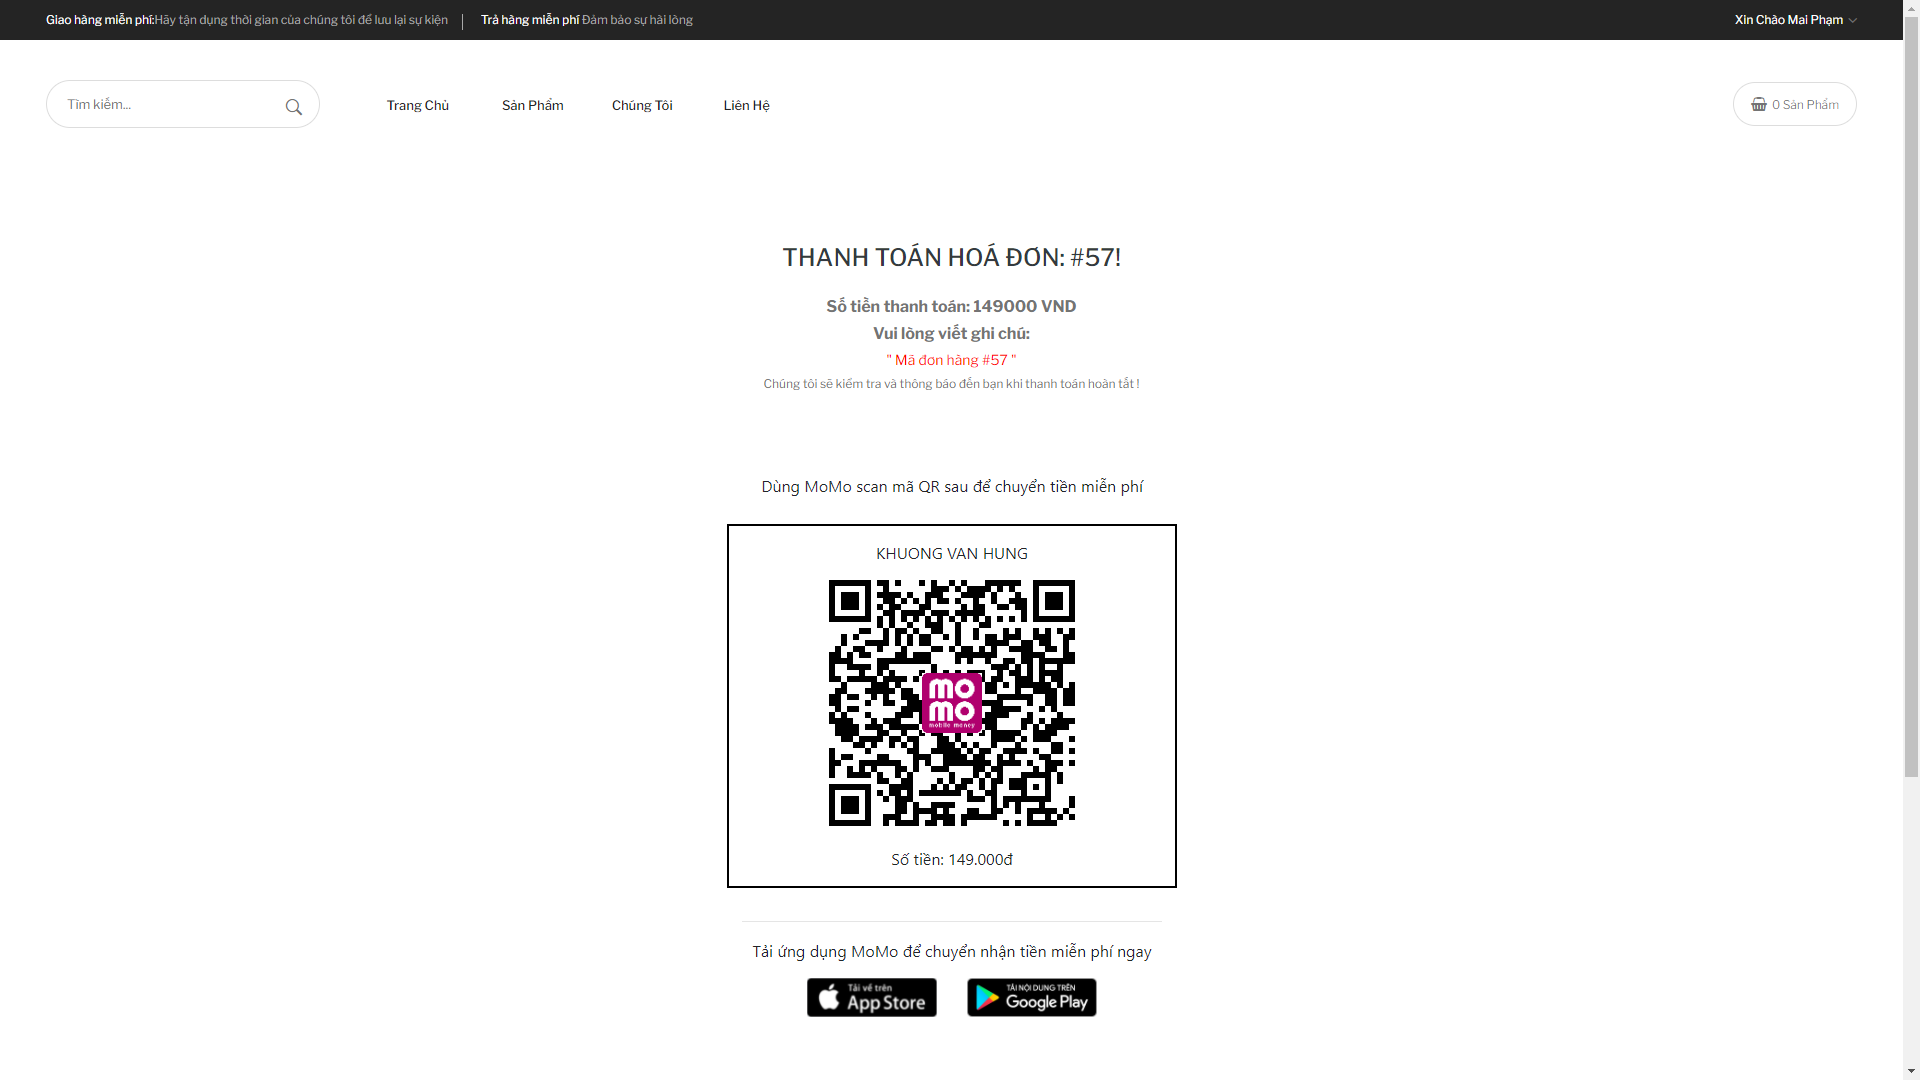 Giao hàng miễn phí:Hãy tận dụng thời gian của chúng tôi để lưu lại sự kiện
Trả hàng miễn phí Đảm bảo sự hài lòng
Xin Chào Mai Phạm
Tìm kiếm...
Trang Chủ
Sản Phẩm
Chúng Tôi
Liên Hệ
0 Sản Phẩm
THANH TOÁN HOÁ ĐƠN: #57!
Số tiền thanh toán: 149000 VND
Vui lòng viết ghi chú:
" Mã đơn hàng #57 "
Chúng tôi sẽ kiểm tra và thông báo đến bạn khi thanh toán hoàn tất !
Dùng MoMo scan mã QR sau để chuyển tiền miễn phí
KHUONG VAN HUNG
mo
mo
mobile money
Số tiền: 149.000đ
Tải ứng dụng MoMo để chuyển nhận tiền miễn phí ngay
Tải về trên
App Store
TẢI NỘI DUNG TRÊN
Google Play